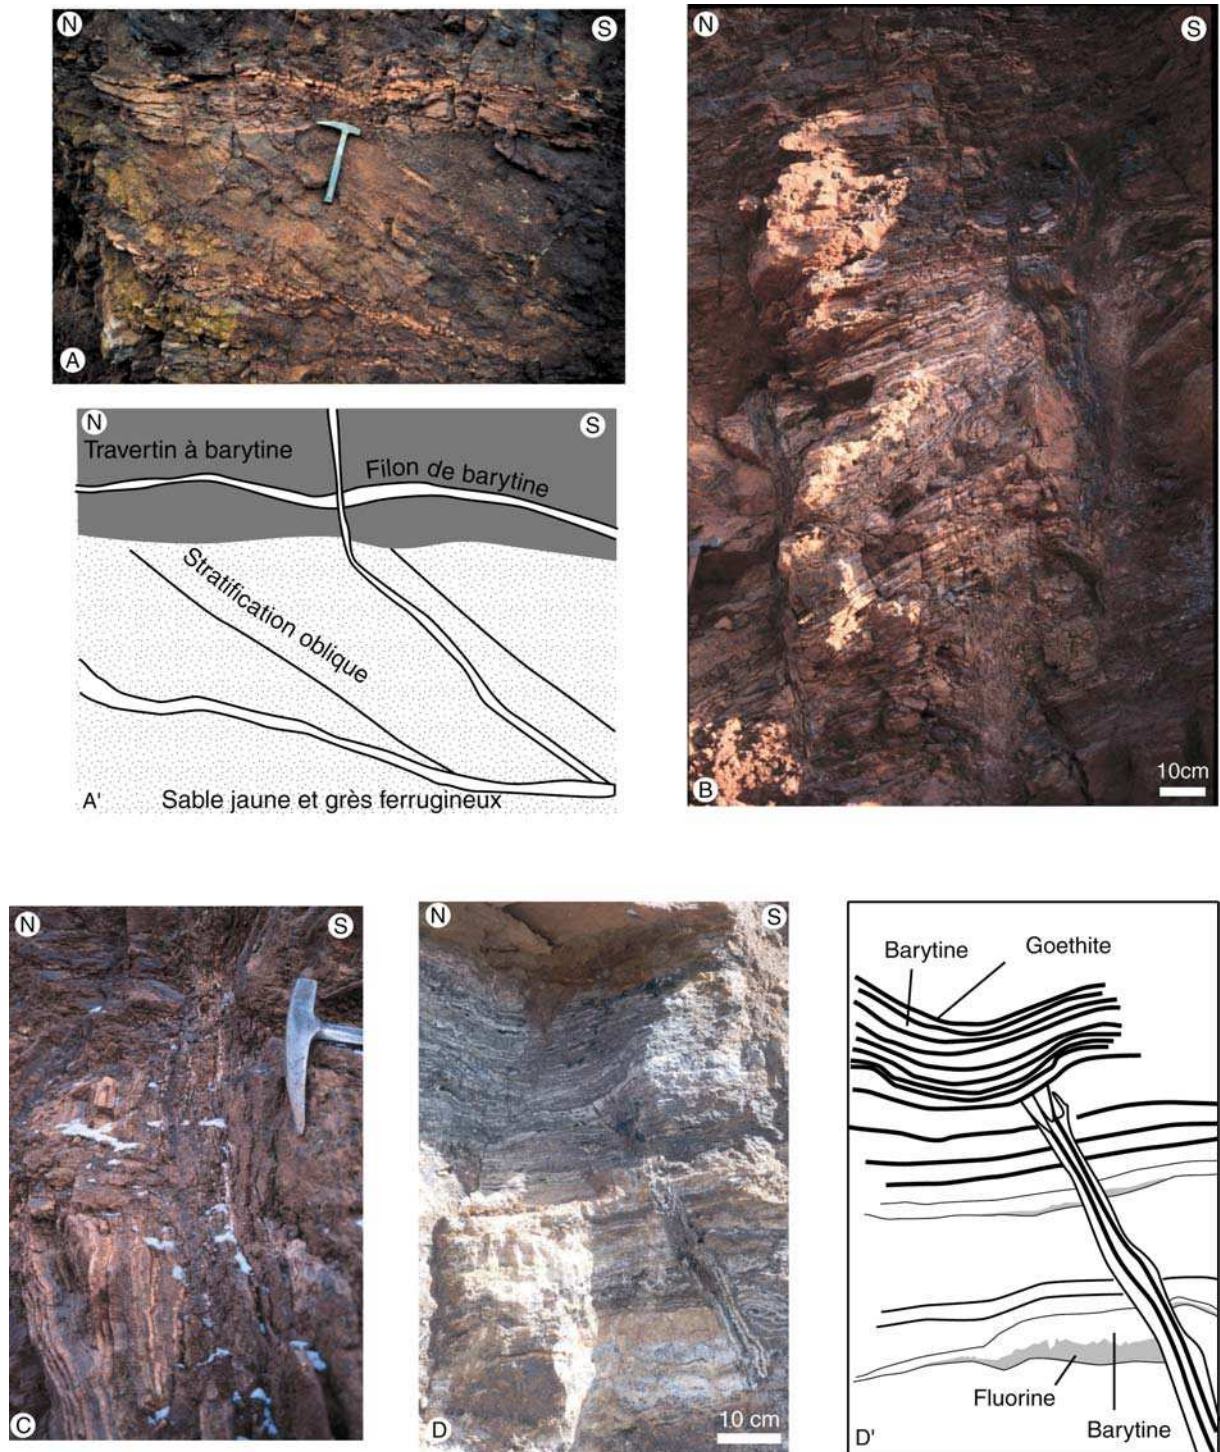 N S
A
N S
Travertin à barytine
Filon de barytine
Stratification oblique
A' Sable jaune et grès ferrugineux
N S
10cm
B
N S
C
N S
10 cm
D
Barytine Goethite
Fluorine
Barytine
D'